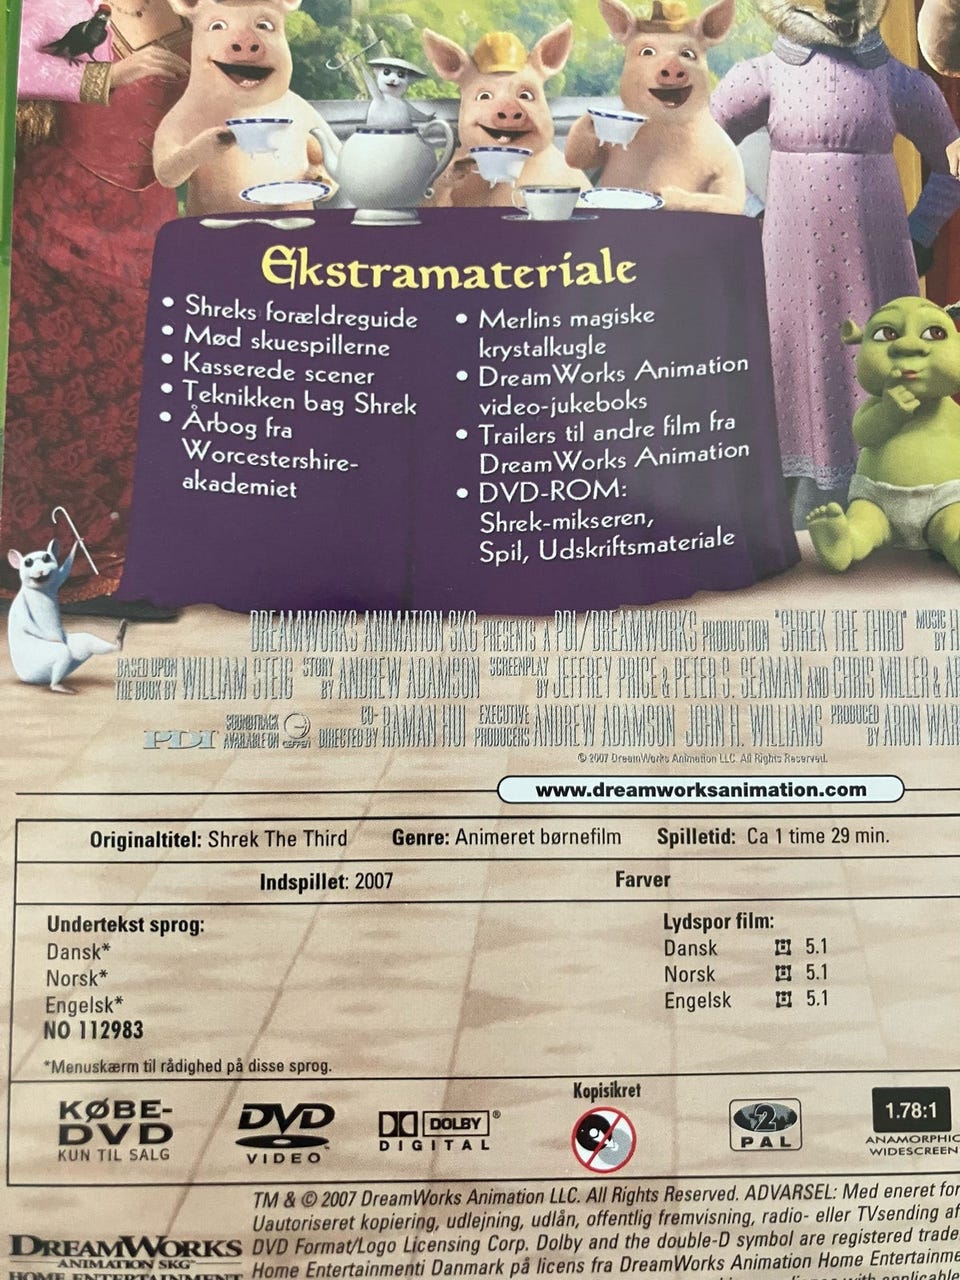 Ekstramateriale
• Shreks forældreguide
• Mød skuespillerne
• Kasserede scener
• Teknikken bag Shrek
• Årbog fra
Worcestershire-
akademiet
• Merlins magiske
krystalkugle
• DreamWorks Animation
video-jukeboks
• Trailers til andre film fra
DreamWorks Animation
• DVD-ROM:
Shrek-mikseren,
Spil, Udskriftsmateriale
DREAMWORKS ANIMATION SKG PRESENTS A PDI/DREAMWORKS PRODUCTION "SHREK THE THIRD" MUSIC BY
BASED UPON THE BOOK BY WILLIAM STEIG STORY BY ANDREW ADAMSON SCREENPLAY BY JEFFREY PRICE & PETER S. SEAMAN AND CHRIS MILLER &
PDI SOUNDTRACK AVAILABLE ON GEFFEN CO-DIRECTED BY RAMAN HUI EXECUTIVE PRODUCERS ANDREW ADAMSON JOHN H. WILLIAMS PRODUCED BY ARON WAR
© 2007 DreamWorks Animation LLC. All Rights Reserved.
www.dreamworksanimation.com
Originaltitel: Shrek The Third Genre: Animeret børnefilm Spilletid: Ca 1 time 29 min.
Indspillet: 2007 Farver
Undertekst sprog:
Dansk*
Norsk*
Engelsk*
NO 112983
*Menuskærm til rådighed på disse sprog.
Lydspor film:
Dansk 5.1
Norsk 5.1
Engelsk 5.1
KØBE-
DVD
KUN TIL SALG
DVD
VIDEO
DOLBY®
DIGITAL
Kopisikret
2
PAL
1.78:1
ANAMORPHIC
WIDESCREEN
DREAMWORKS
ANIMATION SKG
HOME ENTERTAINMENT
TM & © 2007 DreamWorks Animation LLC. All Rights Reserved. ADVARSEL: Med eneret for
Uautoriseret kopiering, udlejning, udlån, offentlig fremvisning, radio- eller TVsending af
DVD Format/Logo Licensing Corp. Dolby and the double-D symbol are registered trade
Home Entertainmenti Danmark på licens fra DreamWorks Animation Home Entertainme